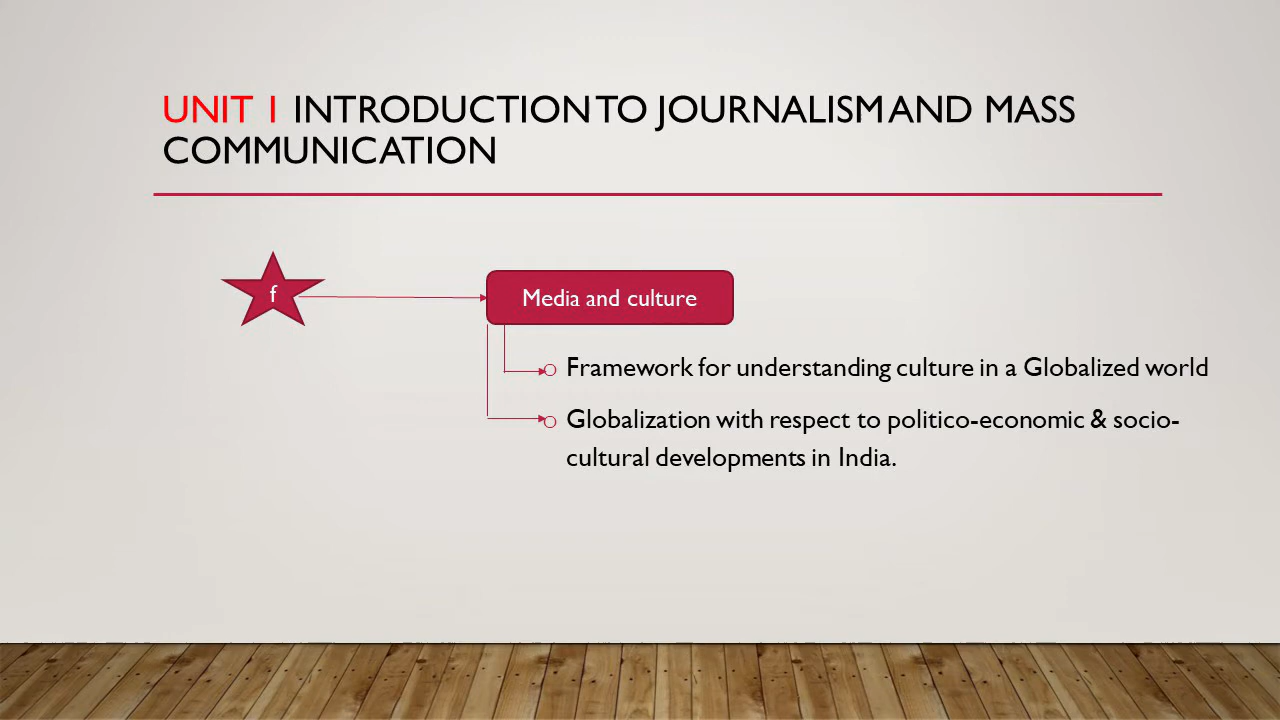 UNIT 1 INTRODUCTION TO JOURNALISM AND MASS
COMMUNICATION
f
Media and culture
Framework for understanding culture in a Globalized world
Globalization with respect to politico-economic & socio-
cultural developments in India.